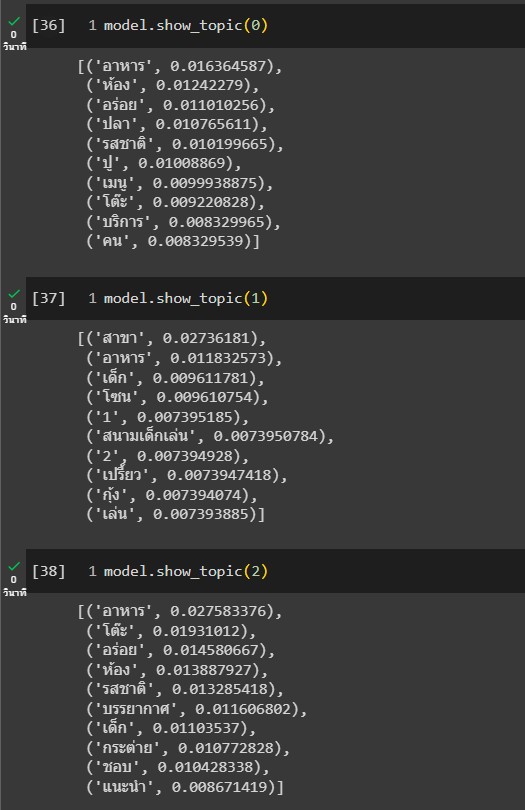 [36] 1 model.show_topic(0)
0
วินาที
[('อาหาร', 0.016364587),
('ห้อง', 0.01242279),
('อร่อย', 0.011010256),
('ปลา', 0.010765611),
('รสชาติ', 0.010199665),
('ปู', 0.01008869),
('เมนู', 0.0099938875),
('โต๊ะ', 0.009220828),
('บริการ', 0.008329965),
('คน', 0.008329539)]
[37] 1 model.show_topic(1)
0
วินาที
[('สาขา', 0.02736181),
('อาหาร', 0.011832573),
('เด็ก', 0.009611781),
('โซน', 0.009610754),
('1', 0.007395185),
('สนามเด็กเล่น', 0.0073950784),
('2', 0.007394928),
('เปรี้ยว', 0.0073947418),
('กุ้ง', 0.007394074),
('เล่น', 0.007393885)]
[38] 1 model.show_topic(2)
0
วินาที
[('อาหาร', 0.027583376),
('โต๊ะ', 0.01931012),
('อร่อย', 0.014580667),
('ห้อง', 0.013887927),
('รสชาติ', 0.013285418),
('บรรยากาศ', 0.011606802),
('เด็ก', 0.01103537),
('กระต่าย', 0.010772828),
('ชอบ', 0.010428338),
('แนะนำ', 0.008671419)]